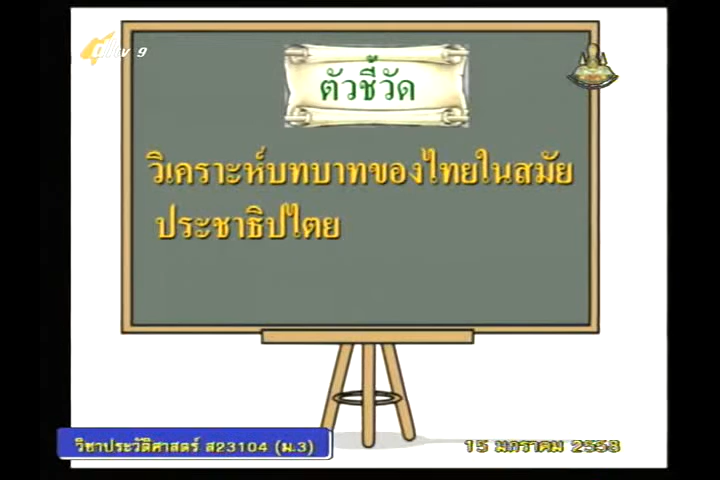 dltv 9
ตัวชี้วัด
วิเคราะห์บทบาทของไทยในสมัย
ประชาธิปไตย
วิชาประวัติศาสตร์ ส23104 (ม.3)
15 มกราคม 2558